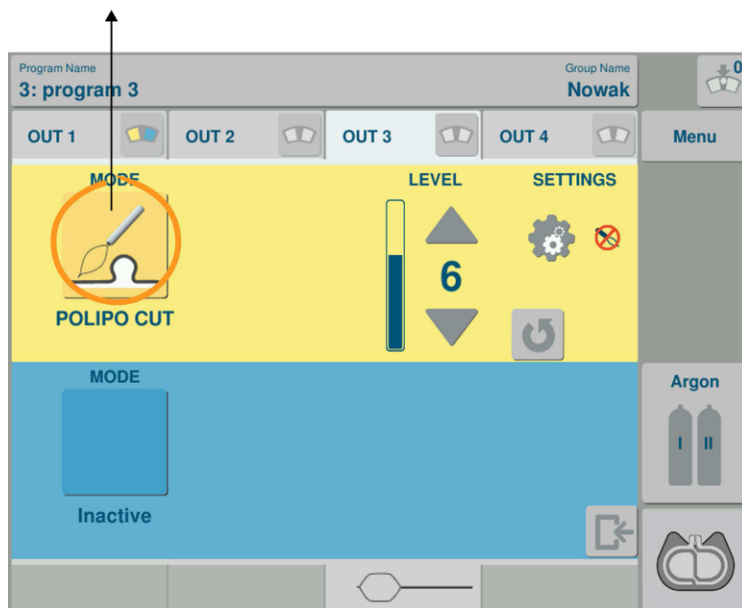 Program Name
3: program 3
Group Name
Nowak
0
OUT 1
OUT 2
OUT 3
OUT 4
Menu
MODE
LEVEL
SETTINGS
6
POLIPO CUT
MODE
Inactive
Argon
I II